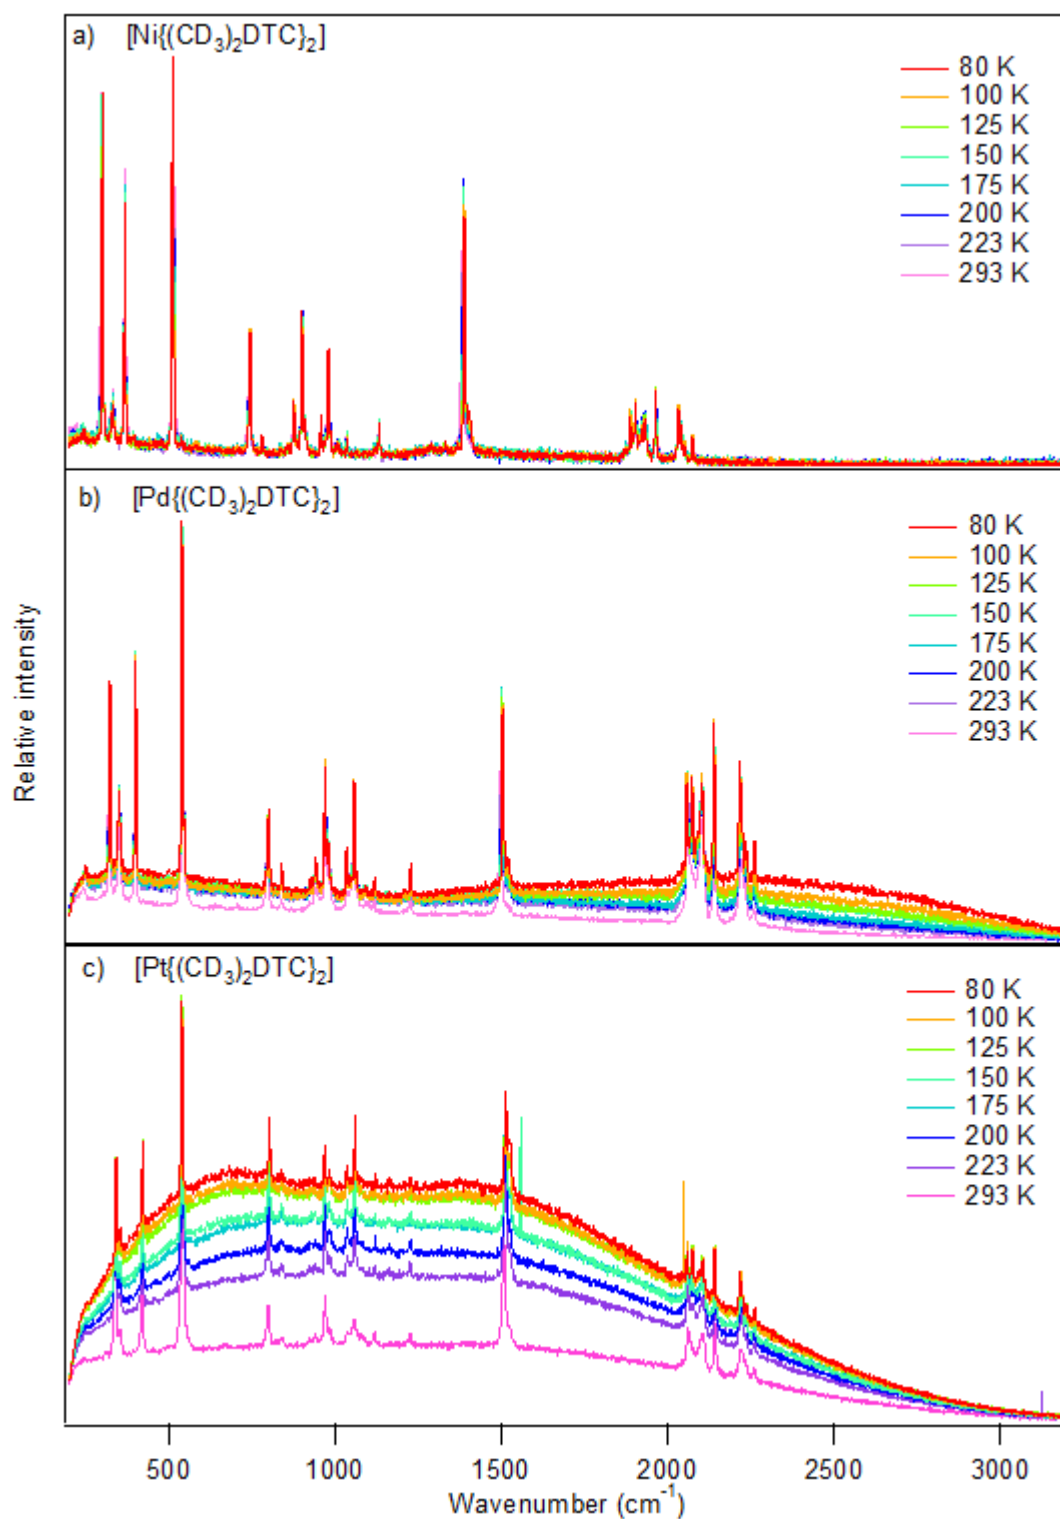 a) [Ni{(CD₃)₂DTC}₂]
80 K
100 K
125 K
150 K
175 K
200 K
223 K
293 K
b) [Pd{(CD₃)₂DTC}₂]
80 K
100 K
125 K
150 K
175 K
200 K
223 K
293 K
Relative intensity
c) [Pt{(CD₃)₂DTC}₂]
80 K
100 K
125 K
150 K
175 K
200 K
223 K
293 K
500 1000 1500 2000 2500 3000
Wavenumber (cm⁻¹)